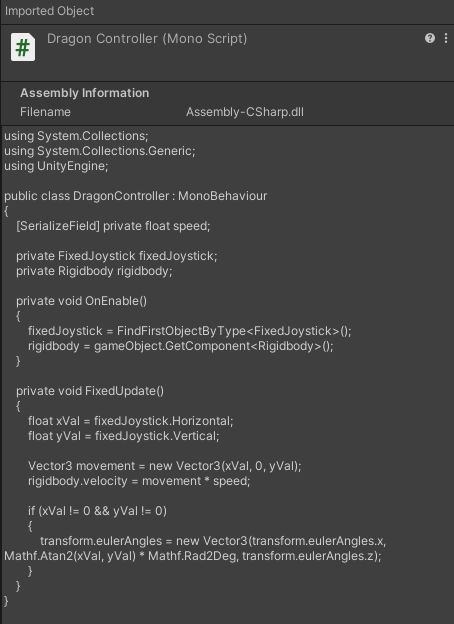 Imported Object
# Dragon Controller (Mono Script)
Assembly Information
Filename Assembly-CSharp.dll
using System.Collections;
using System.Collections.Generic;
using UnityEngine;
public class DragonController : MonoBehaviour
{
[SerializeField] private float speed;
private FixedJoystick fixedJoystick;
private Rigidbody rigidbody;
private void OnEnable()
{
fixedJoystick = FindFirstObjectByType<FixedJoystick>();
rigidbody = gameObject.GetComponent<Rigidbody>();
}
private void FixedUpdate()
{
float xVal = fixedJoystick.Horizontal;
float yVal = fixedJoystick.Vertical;
Vector3 movement = new Vector3(xVal, 0, yVal);
rigidbody.velocity = movement * speed;
if (xVal != 0 && yVal != 0)
{
transform.eulerAngles = new Vector3(transform.eulerAngles.x,
Mathf.Atan2(xVal, yVal) * Mathf.Rad2Deg, transform.eulerAngles.z);
}
}
}